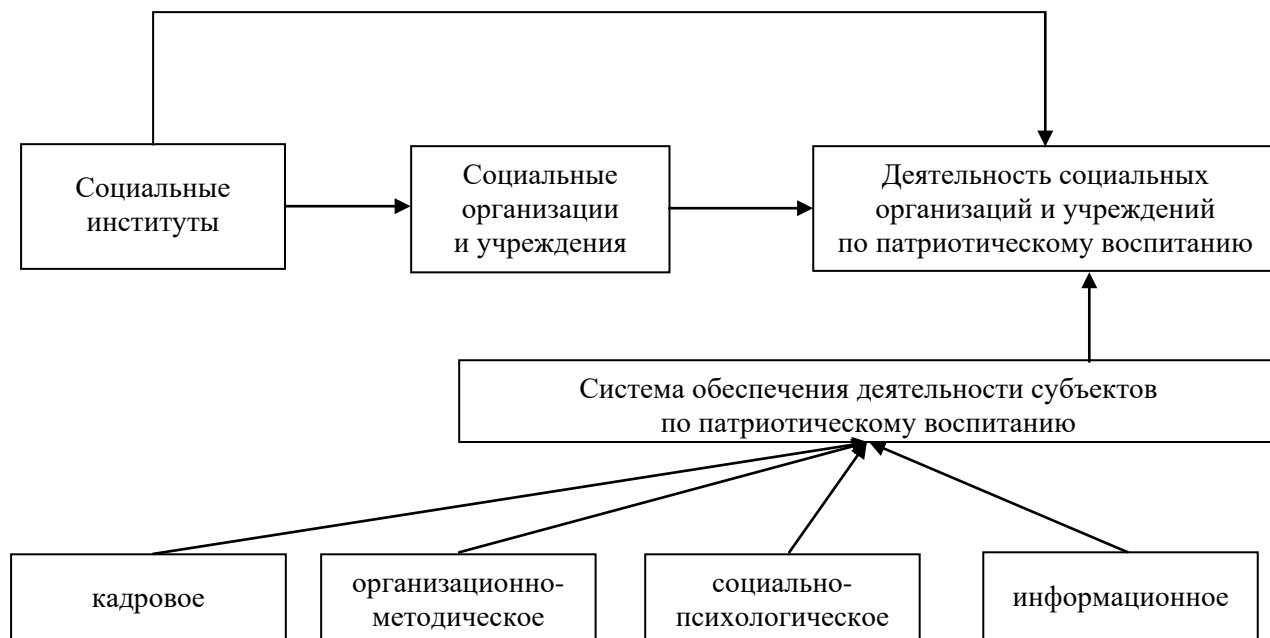 Социальные
институты
Социальные
организации
и учреждения
Деятельность социальных
организаций и учреждений
по патриотическому воспитанию
Система обеспечения деятельности субъектов
по патриотическому воспитанию
кадровое
организационно-
методическое
социально-
психологическое
информационное